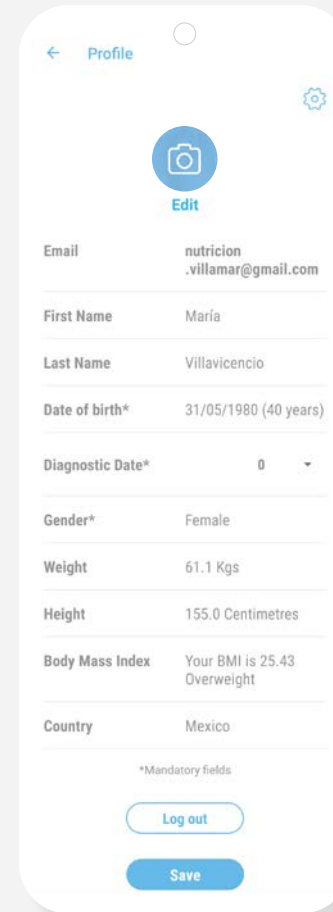 Profile
Edit
Email
nutricion
.villamar@gmail.com
First Name María
Last Name Villavicencio
Date of birth* 31/05/1980 (40 years)
Diagnostic Date* 0
Gender* Female
Weight 61.1 Kgs
Height 155.0 Centimetres
Body Mass Index Your BMI is 25.43
Overweight
Country Mexico
*Mandatory fields
Log out
Save